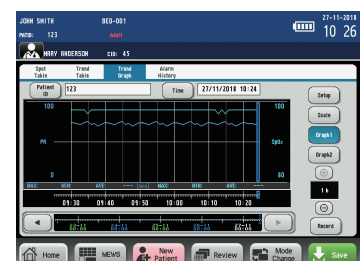 JOHN SMITH BED-001 27-11-2018
PATID: 123 Adult 10 26
MARY ANDERSON CID: 45
Spot Table Trend Table Trend Graph Alarm History
Patient ID 123 Time 27/11/2018 10:24 Setup
100 100 Scale
PR SpO2 Graph1
Graph2
0 80
MAX: MIN: AVE: --- MAX: MIN: AVE:
1 h
09:30 09:40 09:50 10:00 10:10 10:20
Record
Home MEWS New Patient Review Mode Change Save